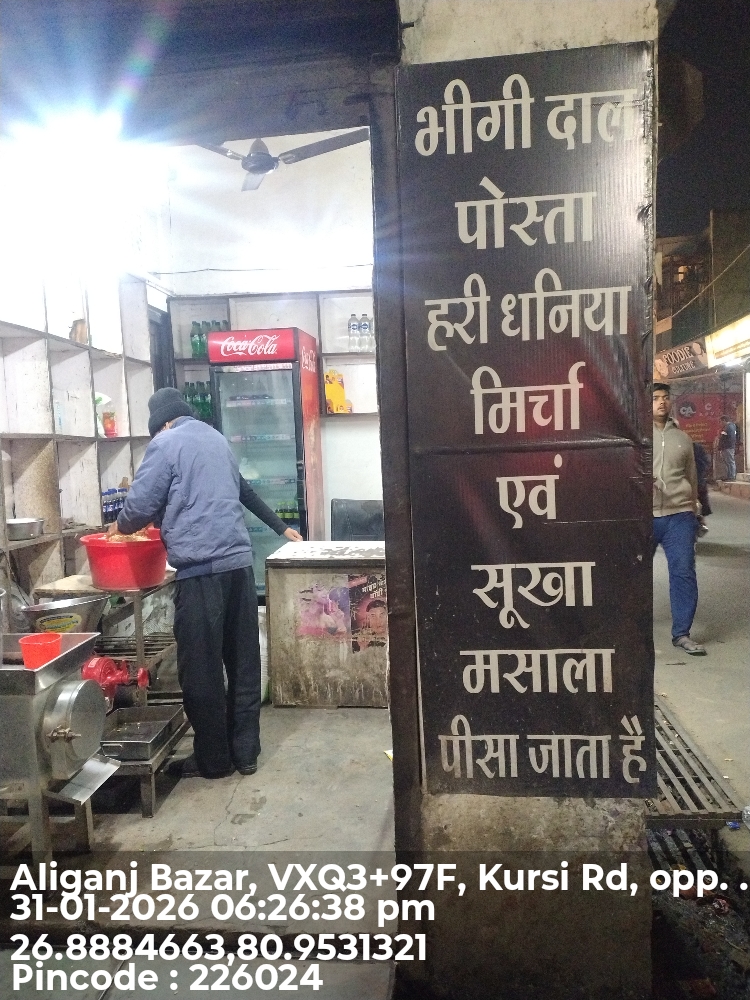 भीगी दाल
पोस्ता
हरी धनिया
मिर्चा
एवं
सूखा
मसाला
पीसा जाता है
Coca-Cola
FOODIE
Aliganj Bazar, VXQ3+97F, Kursi Rd, opp. .
31-01-2026 06:26:38 pm
26.8884663,80.9531321
Pincode : 226024